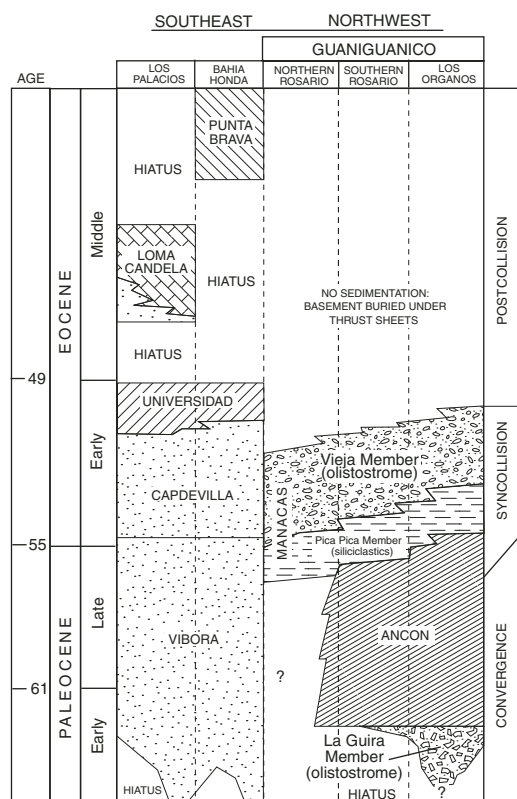 SOUTHEAST NORTHWEST
GUANIGUANICO
AGE
LOS PALACIOS
BAHIA HONDA
NORTHERN ROSARIO
SOUTHERN ROSARIO
LOS ORGANOS
PUNTA BRAVA
HIATUS
LOMA CANDELA
HIATUS
NO SEDIMENTATION:
BASEMENT BURIED UNDER
THRUST SHEETS
HIATUS
49
UNIVERSIDAD
CAPDEVILLA
Vieja Member
(olistostrome)
MANACAS
Pica Pica Member
(siliciclastics)
55
VIBORA
ANCON
?
61
La Guira
Member
(olistostrome)
HIATUS
HIATUS
?
EOCENE
Middle
Early
PALEOCENE
Late
Early
POSTCOLLISION
SYNCOLLISION
CONVERGENCE